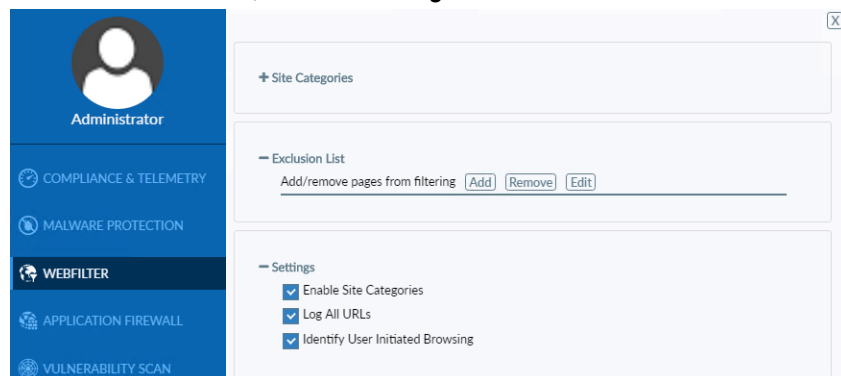 X
Administrator
COMPLIANCE & TELEMETRY
MALWARE PROTECTION
WEBFILTER
APPLICATION FIREWALL
VULNERABILITY SCAN
+ Site Categories
− Exclusion List
Add/remove pages from filtering Add Remove Edit
− Settings
Enable Site Categories
Log All URLs
Identify User Initiated Browsing